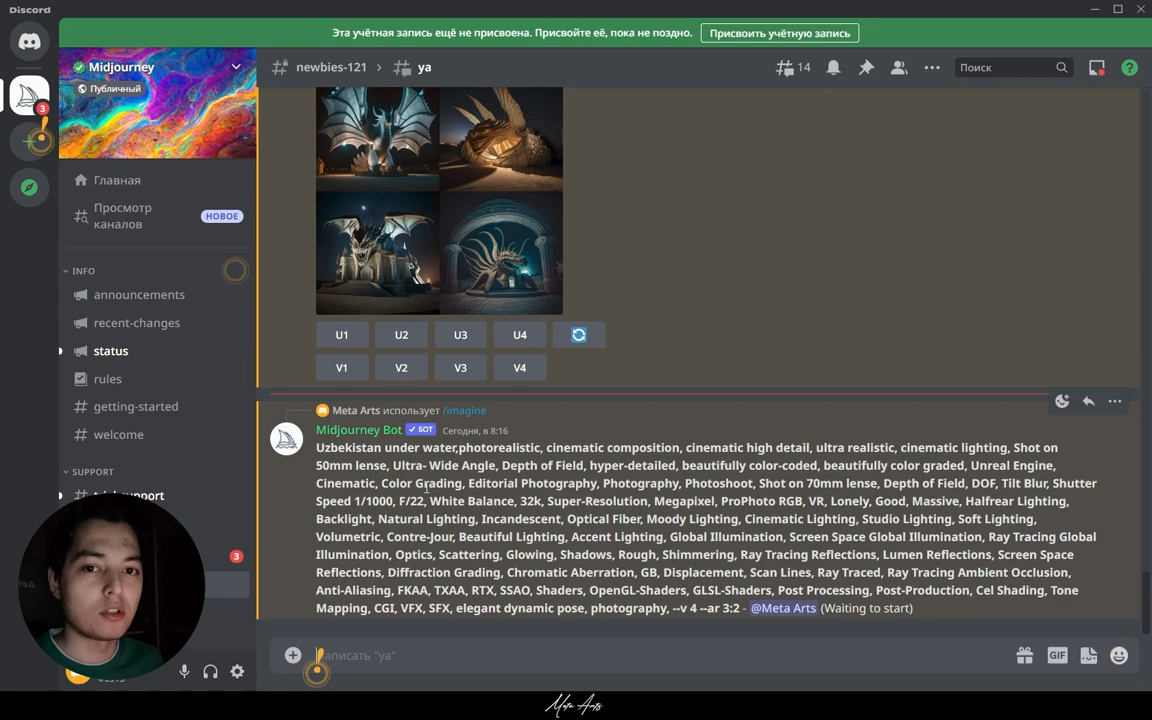 Discord
Эта учётная запись ещё не присвоена. Присвойте её, пока не поздно.
Присвоить учётную запись
Midjourney
Публичный
newbies-121
ya
14
Поиск
3
Главная
Просмотр каналов
НОВОЕ
INFO
announcements
recent-changes
status
rules
getting-started
welcome
SUPPORT
3
U1
U2
U3
U4
V1
V2
V3
V4
Meta Arts использует /imagine
Midjourney Bot
БОТ
Сегодня, в 8:16
Uzbekistan under water,photorealistic, cinematic composition, cinematic high detail, ultra realistic, cinematic lighting, Shot on
50mm lense, Ultra- Wide Angle, Depth of Field, hyper-detailed, beautifully color-coded, beautifully color graded, Unreal Engine,
Cinematic, Color Grading, Editorial Photography, Photography, Photoshoot, Shot on 70mm lense, Depth of Field, DOF, Tilt Blur, Shutter
Speed 1/1000, F/22, White Balance, 32k, Super-Resolution, Megapixel, ProPhoto RGB, VR, Lonely, Good, Massive, Halfrear Lighting,
Backlight, Natural Lighting, Incandescent, Optical Fiber, Moody Lighting, Cinematic Lighting, Studio Lighting, Soft Lighting,
Volumetric, Contre-Jour, Beautiful Lighting, Accent Lighting, Global Illumination, Screen Space Global Illumination, Ray Tracing Global
Illumination, Optics, Scattering, Glowing, Shadows, Rough, Shimmering, Ray Tracing Reflections, Lumen Reflections, Screen Space
Reflections, Diffraction Grading, Chromatic Aberration, GB, Displacement, Scan Lines, Ray Traced, Ray Tracing Ambient Occlusion,
Anti-Aliasing, FKAA, TXAA, RTX, SSAO, Shaders, OpenGL-Shaders, GLSL-Shaders, Post Processing, Post-Production, Cel Shading, Tone
Mapping, CGI, VFX, SFX, elegant dynamic pose, photography, --v 4 --ar 3:2 - @Meta Arts (Waiting to start)
"ya"
GIF
Meta Arts